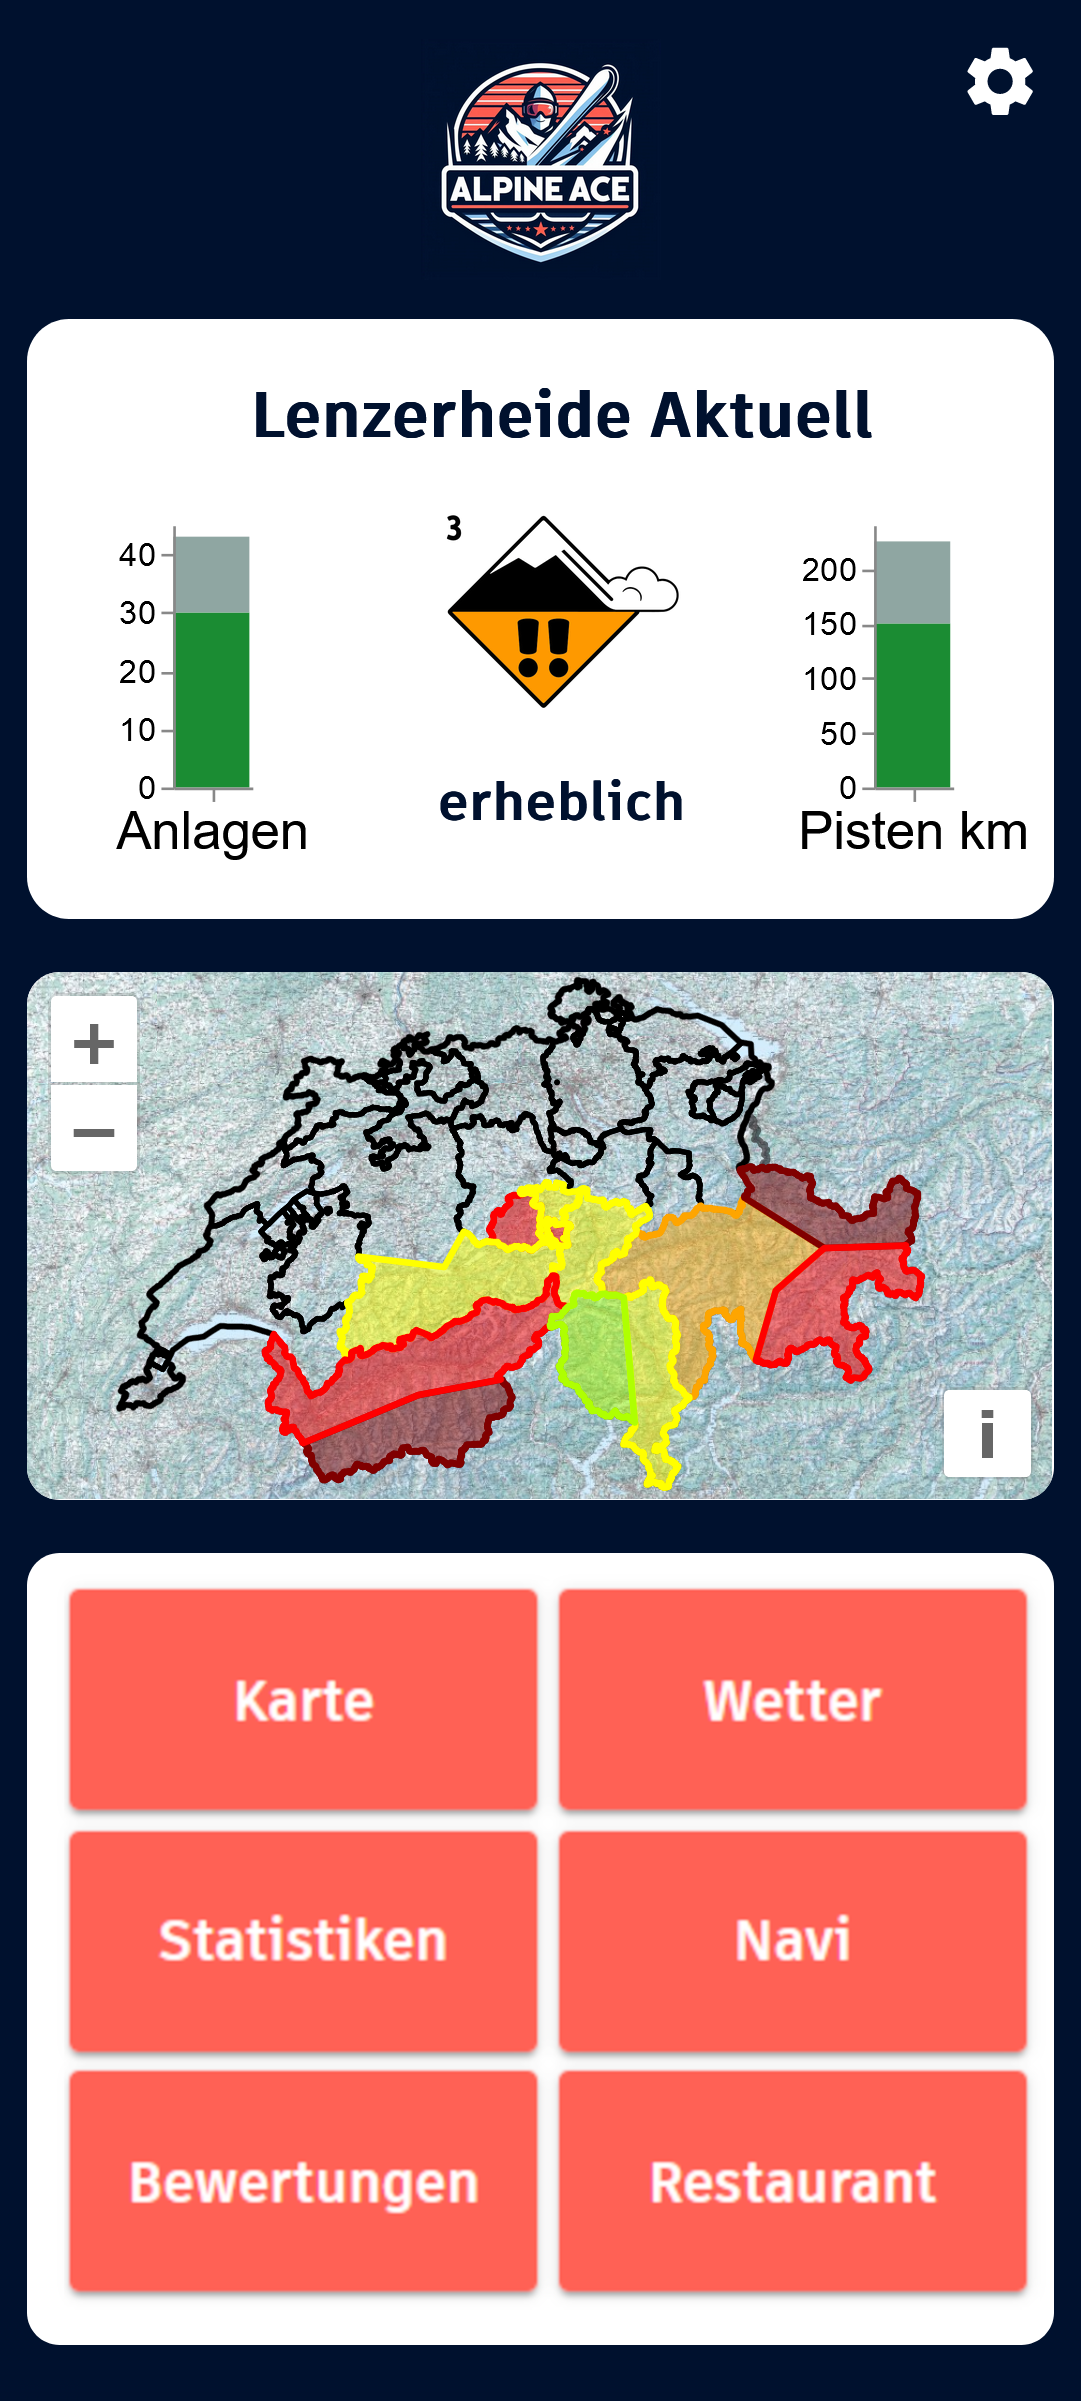 ALPINE ACE
Lenzerheide Aktuell
40
30
20
10
0
Anlagen
3
erheblich
200
150
100
50
0
Pisten km
+
−
i
Karte
Wetter
Statistiken
Navi
Bewertungen
Restaurant